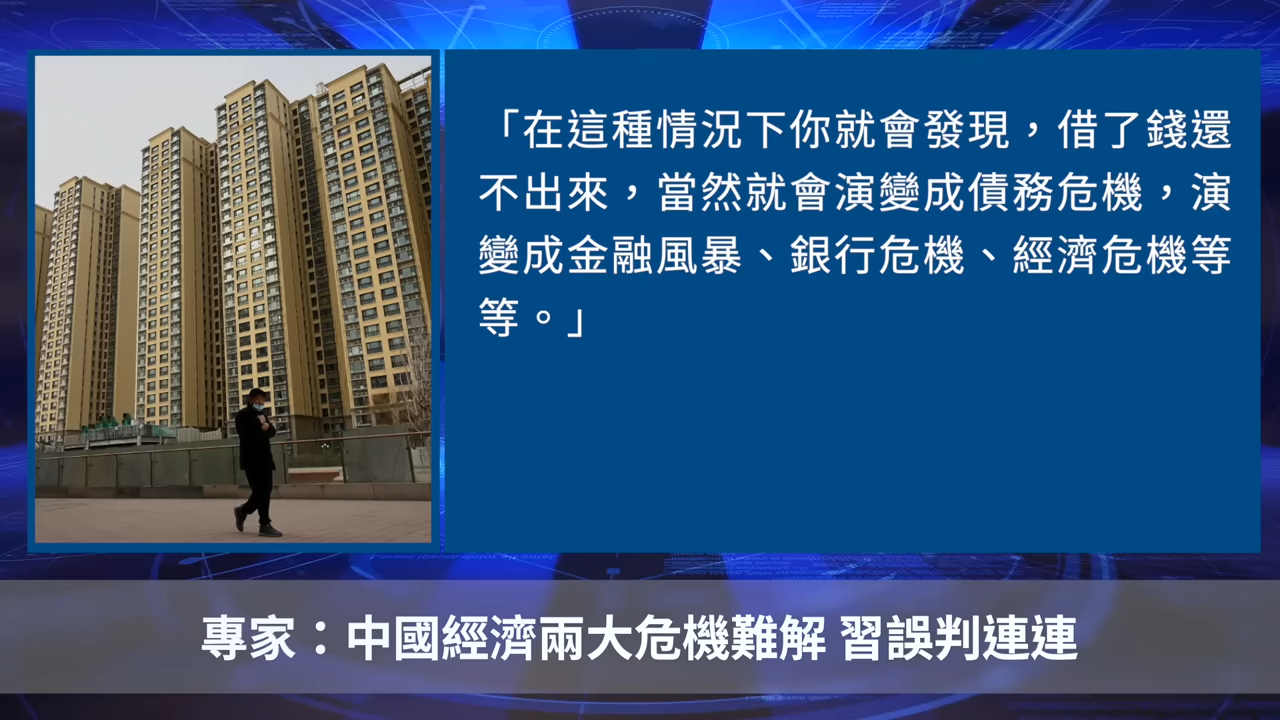 「在這種情況下你就會發現，借了錢還
不出來，當然就會演變成債務危機，演
變成金融風暴、銀行危機、經濟危機等
等。」
專家：中國經濟兩大危機難解 習誤判連連